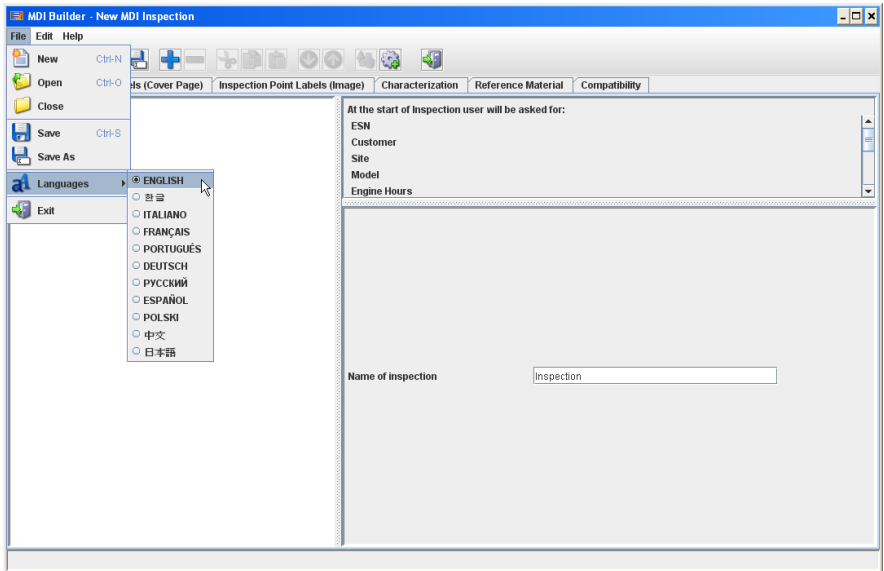 MDI Builder - New MDI Inspection
File Edit Help
New Ctrl-N
Open Ctrl-O
Close
Save Ctrl-S
Save As
Languages
Exit
ENGLISH
한글
ITALIANO
FRANÇAIS
PORTUGUÊS
DEUTSCH
РУССКИЙ
ESPAÑOL
POLSKI
中文
日本語
(Cover Page) Inspection Point Labels (Image) Characterization Reference Material Compatibility
At the start of Inspection user will be asked for:
ESN
Customer
Site
Model
Engine Hours
Name of inspection Inspection